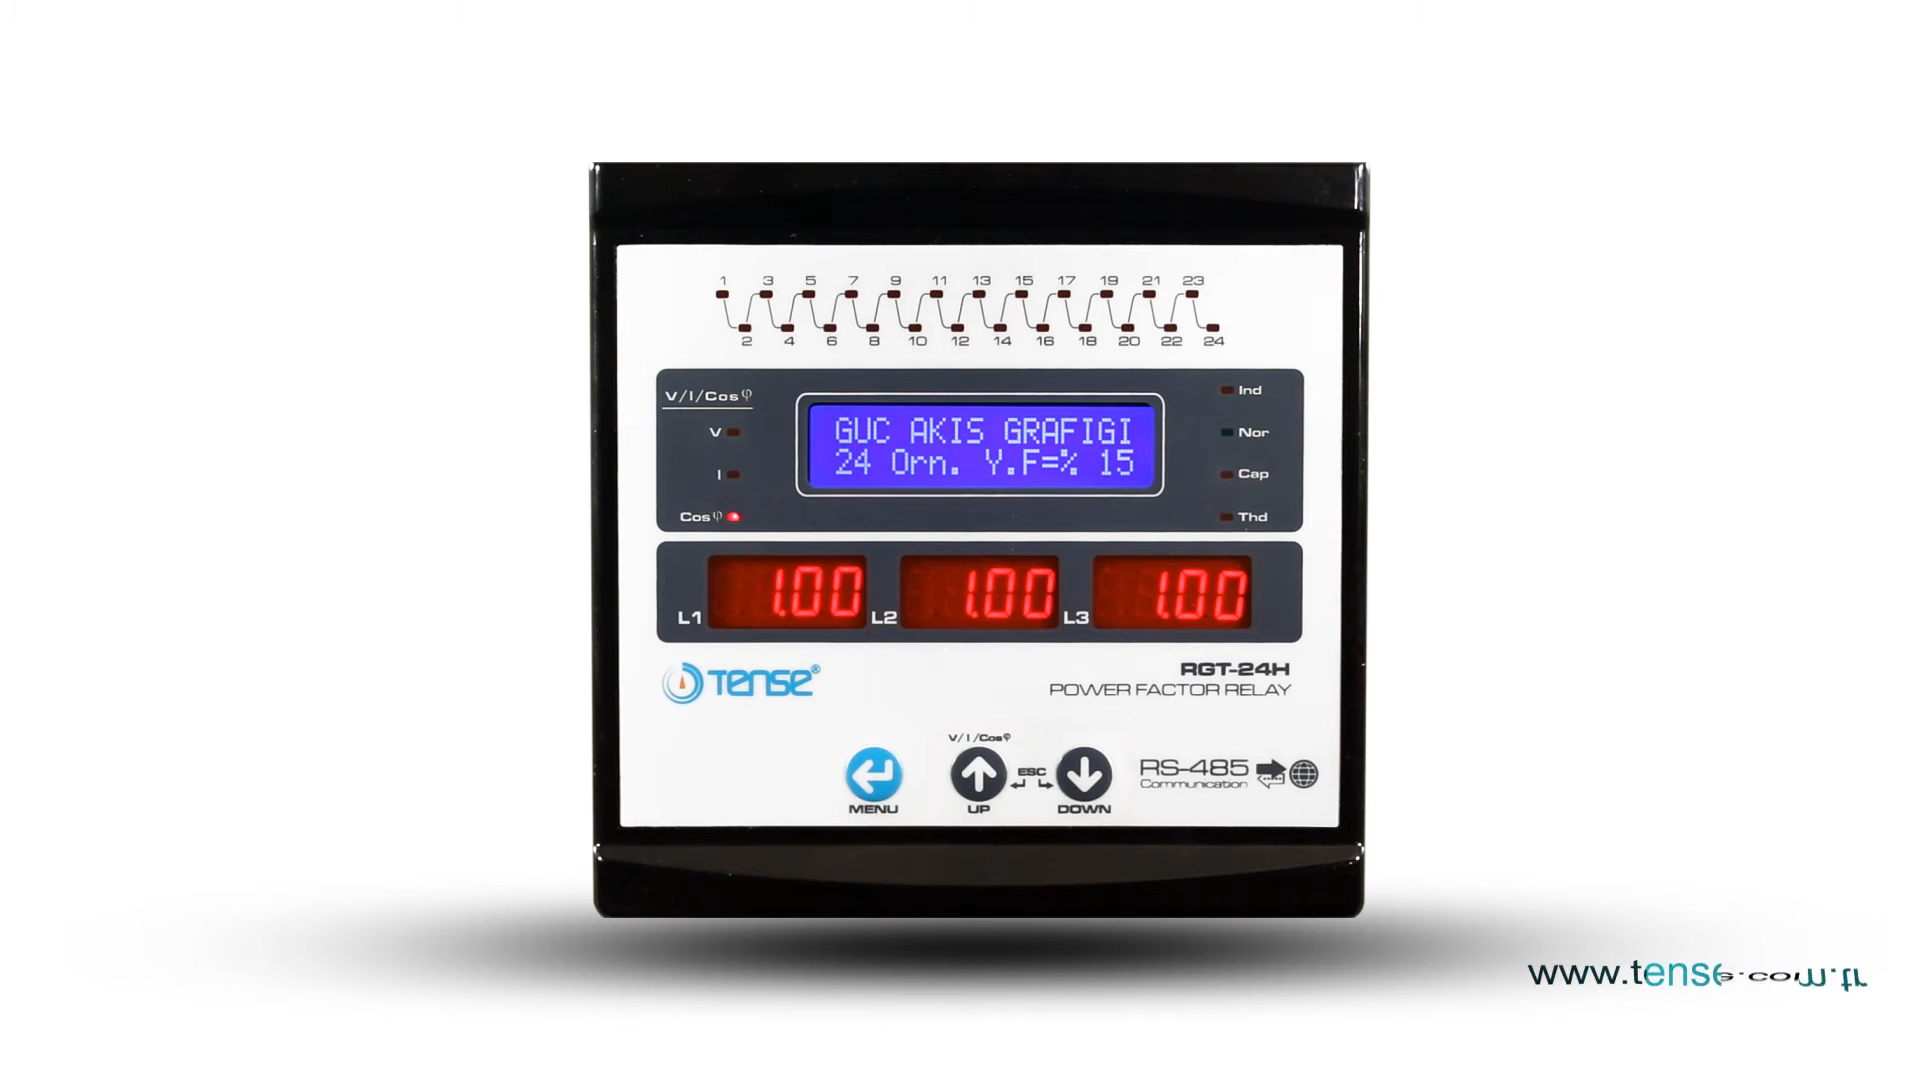 1 3 5 7 9 11 13 15 17 19 21 23
2 4 6 8 10 12 14 16 18 20 22 24
V/I/Cosφ
V
I
Cosφ
GUC AKIS GRAFIGI
24 Orn. Y.F=% 15
Ind
Nor
Cap
Thd
L1 1.00 L2 1.00 L3 1.00
TENSE®
RGT-24H
POWER FACTOR RELAY
V/I/Cosφ
ESC
MENU UP DOWN
RS-485
Communication
www.tense.com.tr